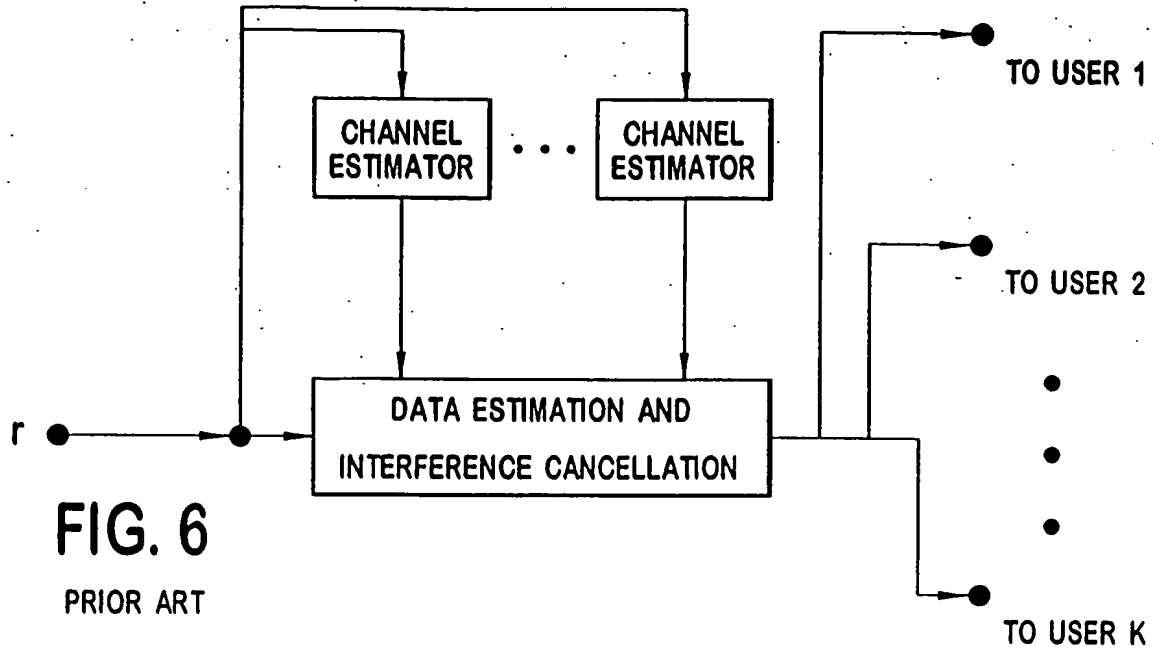 CHANNEL
ESTIMATOR
CHANNEL
ESTIMATOR
TO USER 1
TO USER 2
DATA ESTIMATION AND
INTERFERENCE CANCELLATION
r
FIG. 6
PRIOR ART
TO USER K